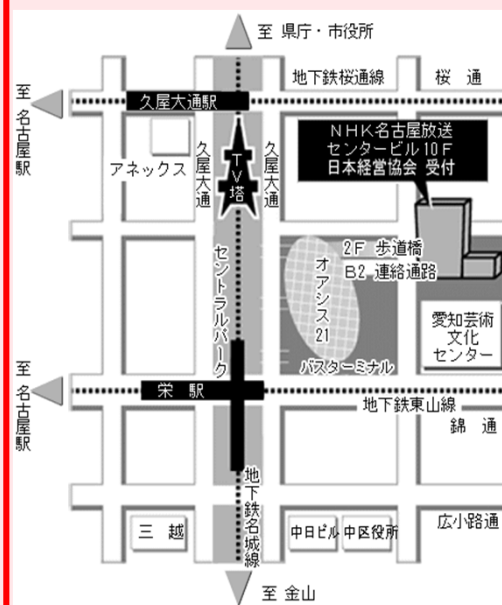 至 県庁・市役所
地下鉄桜通線
桜 通
至 名古屋駅
久屋大通駅
NHK名古屋放送
センタービル10F
日本経営協会 受付
アネックス
久屋大通
TV塔
久屋大通
2F 歩道橋
B2 連絡通路
セントラルパーク
オアシス21
愛知芸術
文化
センター
バスターミナル
至 名古屋駅
栄 駅
地下鉄東山線
錦 通
地下鉄名城線
三 越
中日ビル
中区役所
広小路通
至 金山